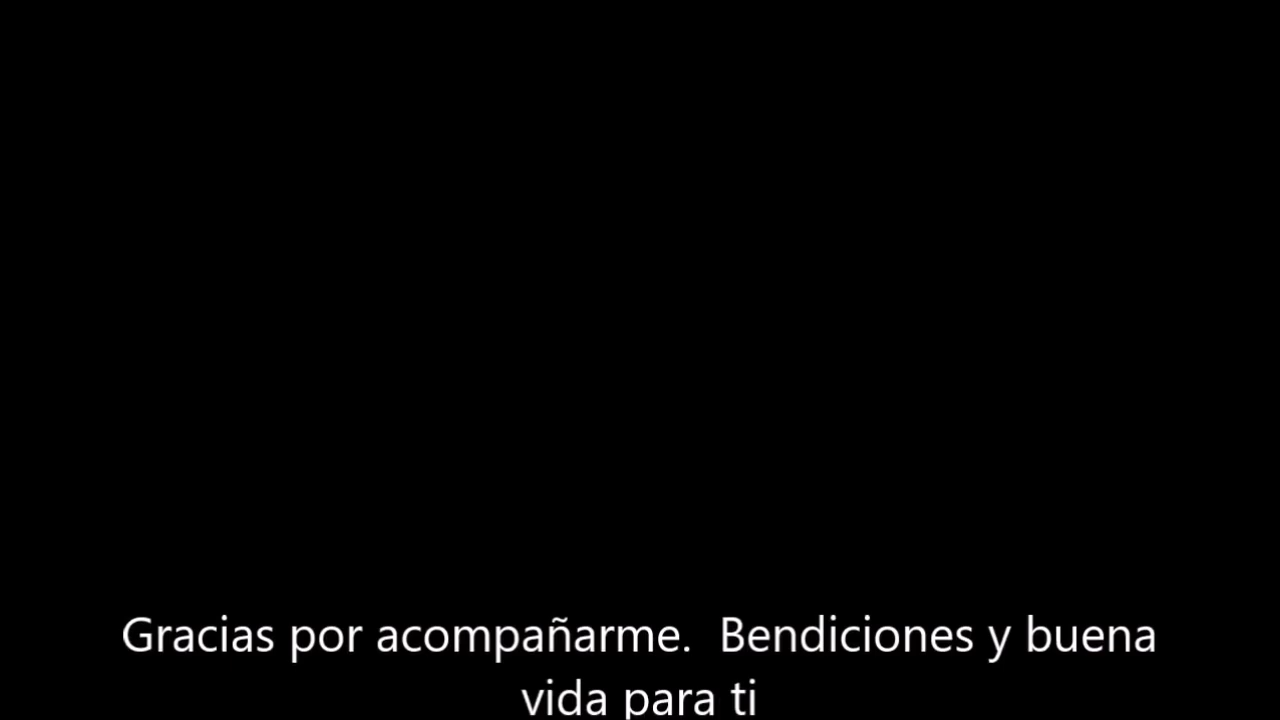 Gracias por acompañarme.  Bendiciones y buena
vida para ti